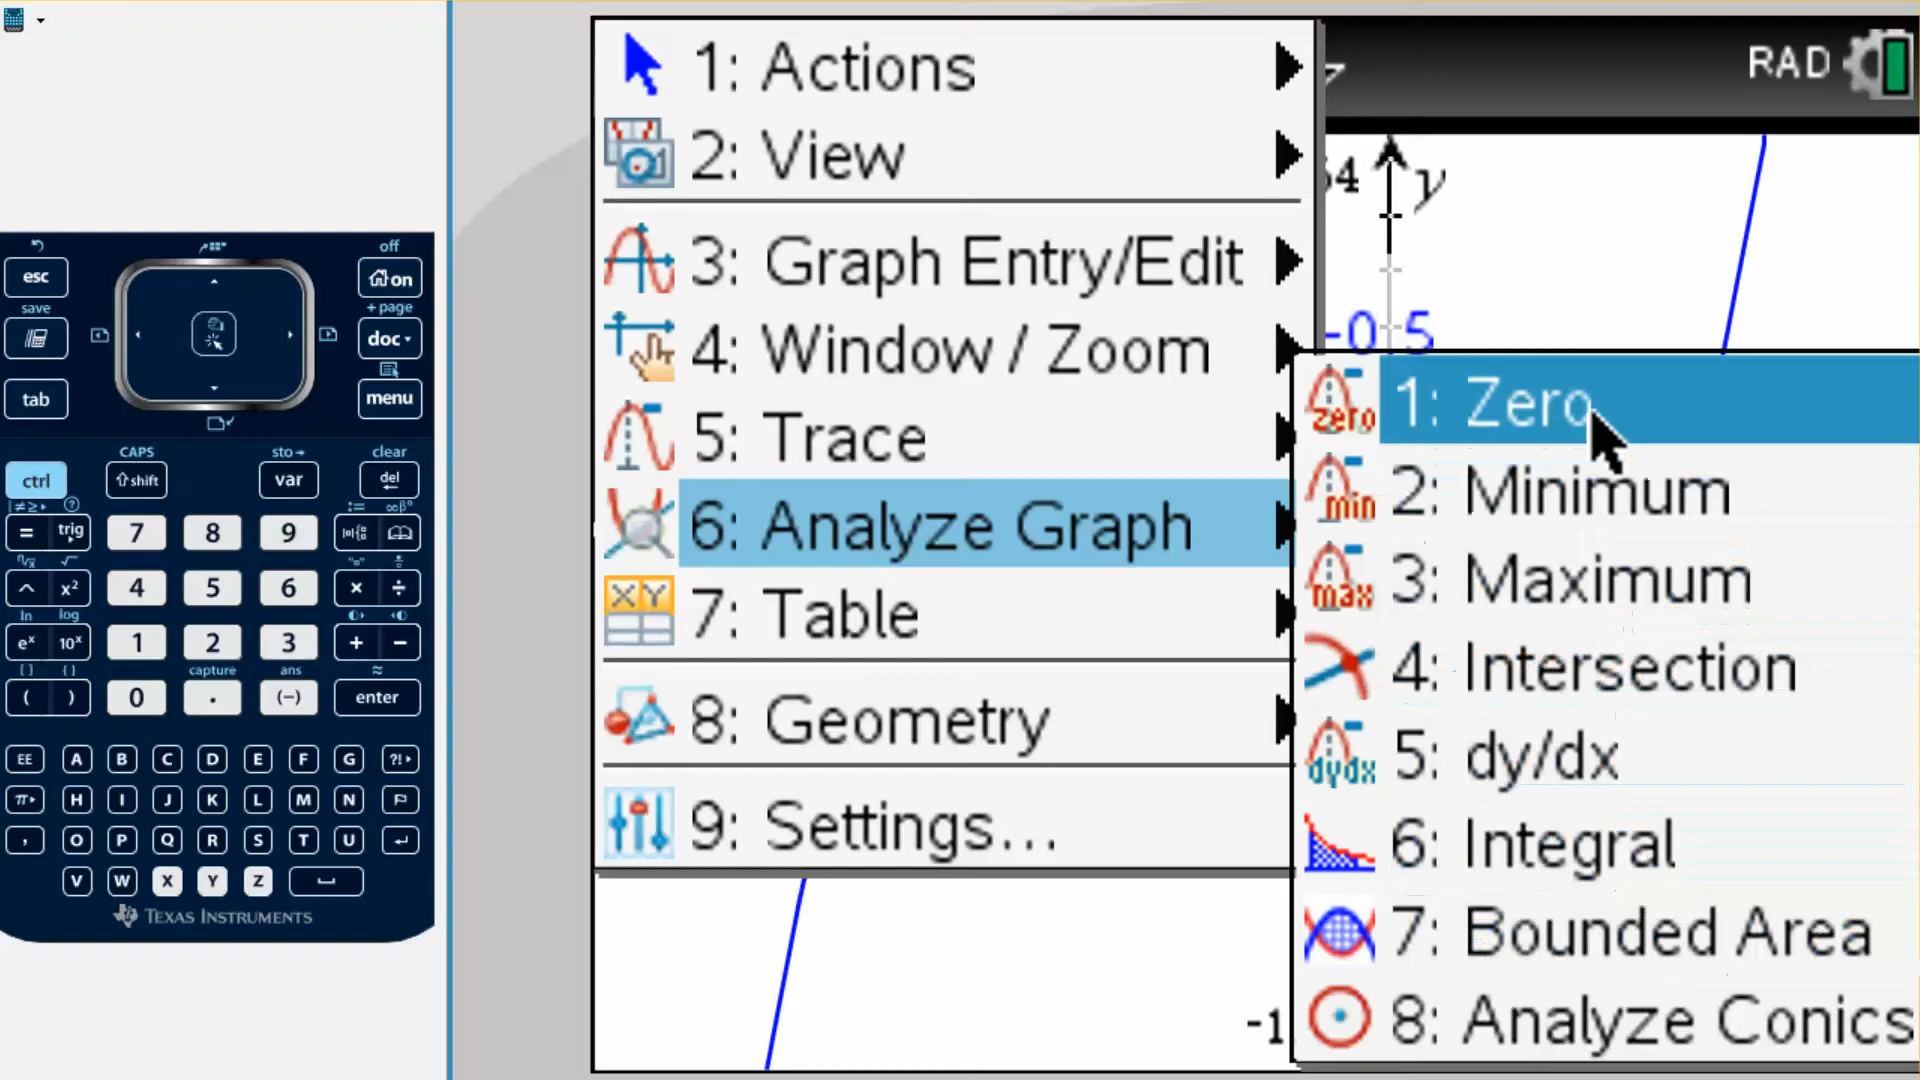 1: Actions
2: View
3: Graph Entry/Edit
4: Window / Zoom
5: Trace
6: Analyze Graph
7: Table
8: Geometry
9: Settings...
RAD
y
-0.5
zero 1: Zero
min 2: Minimum
max 3: Maximum
4: Intersection
dydx 5: dy/dx
6: Integral
7: Bounded Area
8: Analyze Conics
-1
off
esc
on
save
+ page
doc
tab
menu
CAPS
sto→
clear
ctrl
shift
var
del
= trig 7 8 9
^ x² 4 5 6 × ÷
ln log
eˣ 10ˣ 1 2 3 + −
[ ] { } capture ans ≈
( ) 0 . (−) enter
EE A B C D E F G ?!
π H I J K L M N
, O P Q R S T U
V W X Y Z
TEXAS INSTRUMENTS